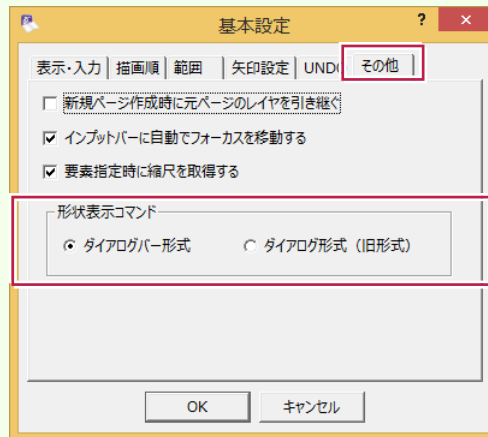 基本設定
? ×
表示・入力 描画順 範囲 矢印設定 UNDO その他
新規ページ作成時に元ページのレイヤを引き継ぐ
インプットバーに自動でフォーカスを移動する
要素指定時に縮尺を取得する
形状表示コマンド
ダイアログバー形式 ダイアログ形式（旧形式）
OK キャンセル